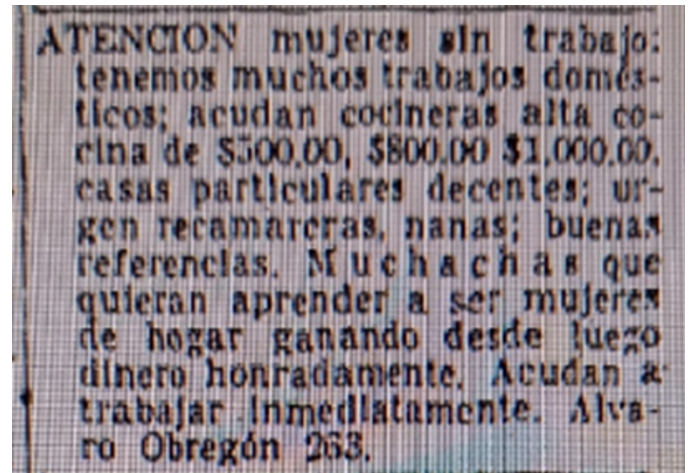 ATENCION mujeres sin trabajo:
tenemos muchos trabajos domés-
ticos; acudan cocineras alta co-
cina de $500.00, $800.00 $1,000.00.
casas particulares decentes; ur-
gen recamareras, nanas; buenas
referencias. Muchachas que
quieran aprender a ser mujeres
de hogar ganando desde luego
dinero honradamente. Acudan a
trabajar inmediatamente. Alva-
ro Obregón 263.